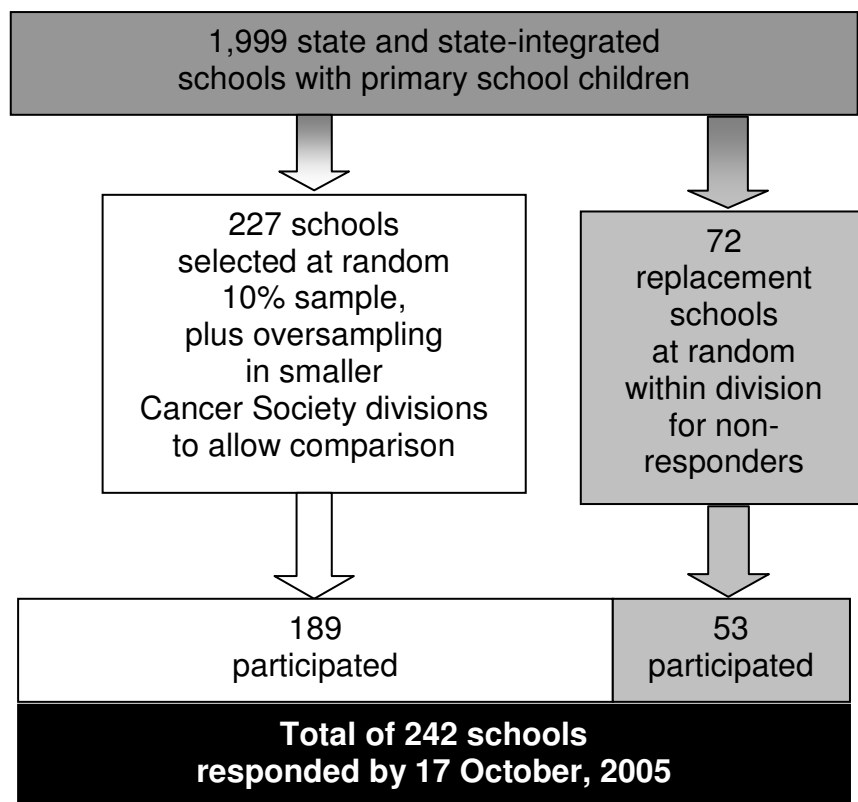 1,999 state and state-integrated
schools with primary school children
227 schools
selected at random
10% sample,
plus oversampling
in smaller
Cancer Society divisions
to allow comparison
72
replacement
schools
at random
within division
for non-
responders
189
participated
53
participated
Total of 242 schools
responded by 17 October, 2005